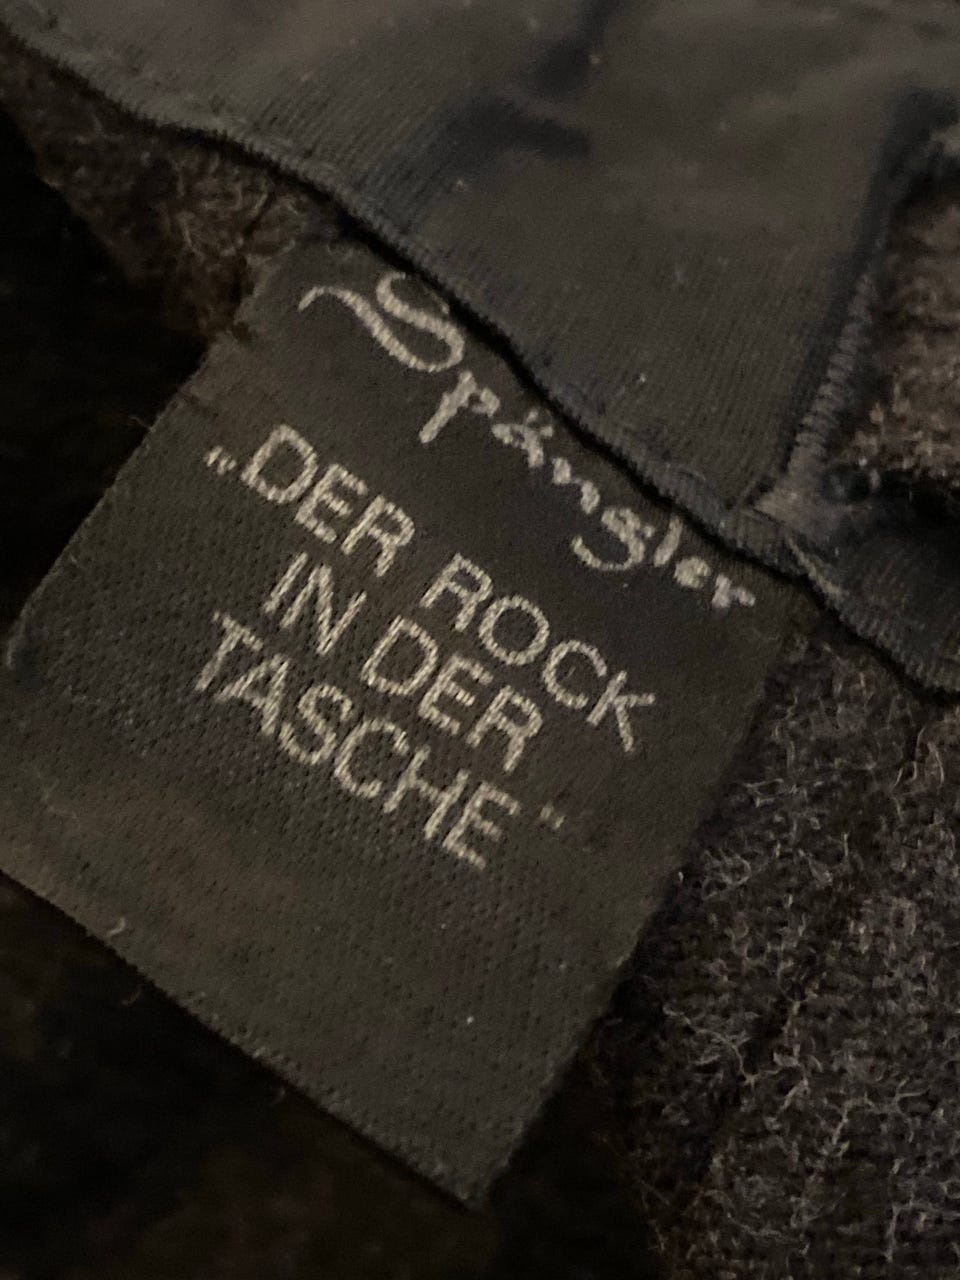 Spängler
„DER ROCK
IN DER
TASCHE“